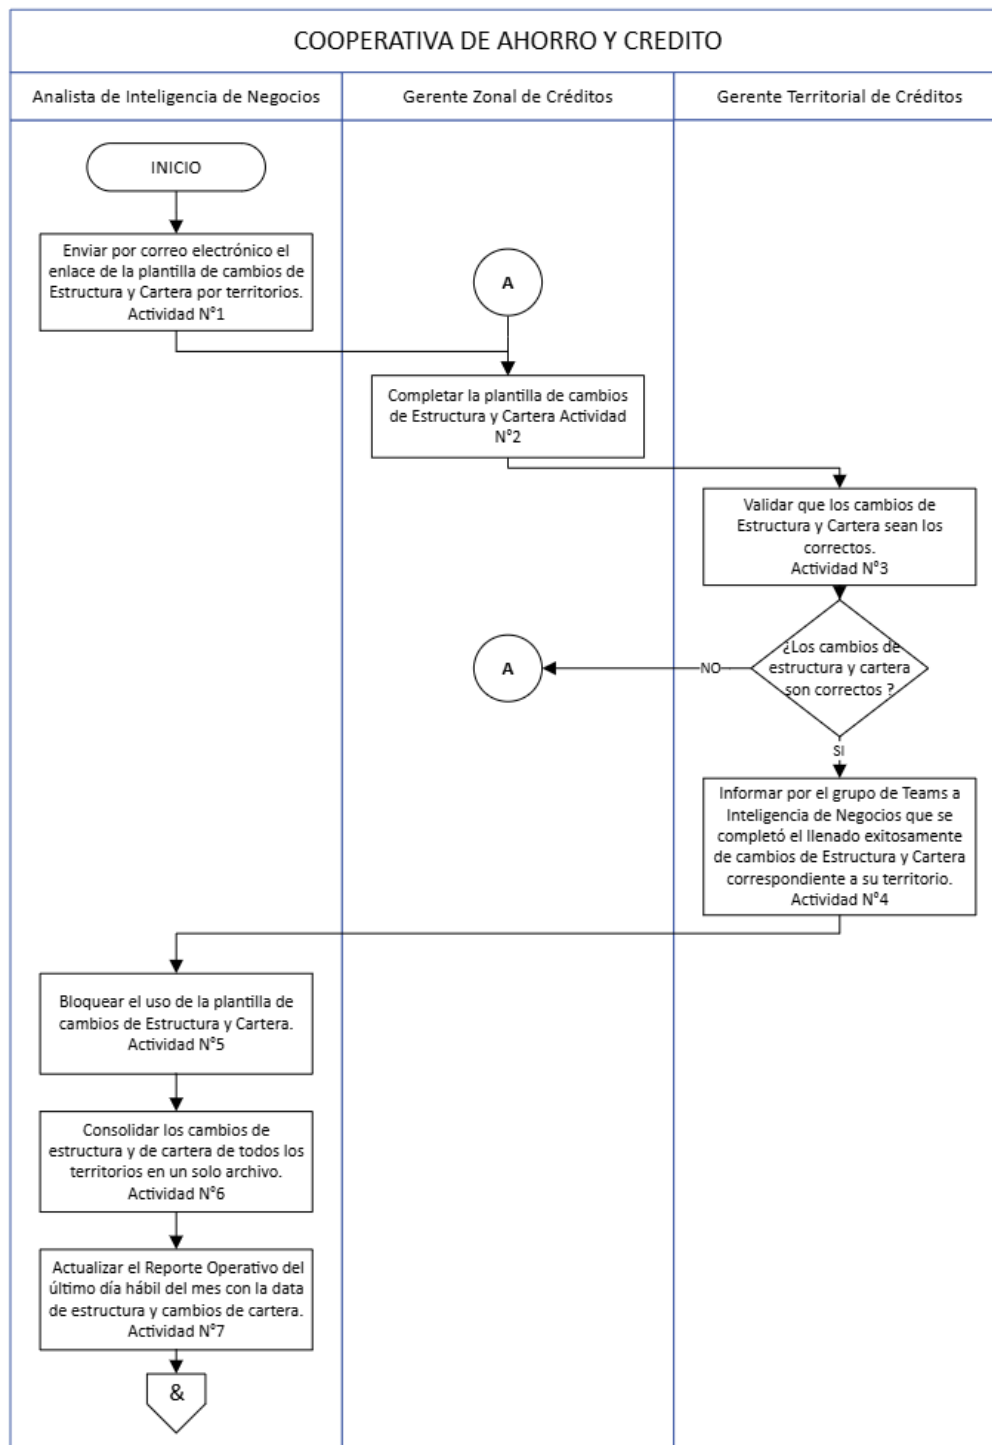 COOPERATIVA DE AHORRO Y CREDITO
Analista de Inteligencia de Negocios
Gerente Zonal de Créditos
Gerente Territorial de Créditos
INICIO
Enviar por correo electrónico el
enlace de la plantilla de cambios de
Estructura y Cartera por territorios.
Actividad N°1
A
Completar la plantilla de cambios
de Estructura y Cartera Actividad
N°2
Validar que los cambios de
Estructura y Cartera sean los
correctos.
Actividad N°3
¿Los cambios de
estructura y cartera
son correctos ?
NO
A
SI
Informar por el grupo de Teams a
Inteligencia de Negocios que se
completó el llenado exitosamente
de cambios de Estructura y Cartera
correspondiente a su territorio.
Actividad N°4
Bloquear el uso de la plantilla de
cambios de Estructura y Cartera.
Actividad N°5
Consolidar los cambios de
estructura y de cartera de todos los
territorios en un solo archivo.
Actividad N°6
Actualizar el Reporte Operativo del
último día hábil del mes con la data
de estructura y cambios de cartera.
Actividad N°7
&